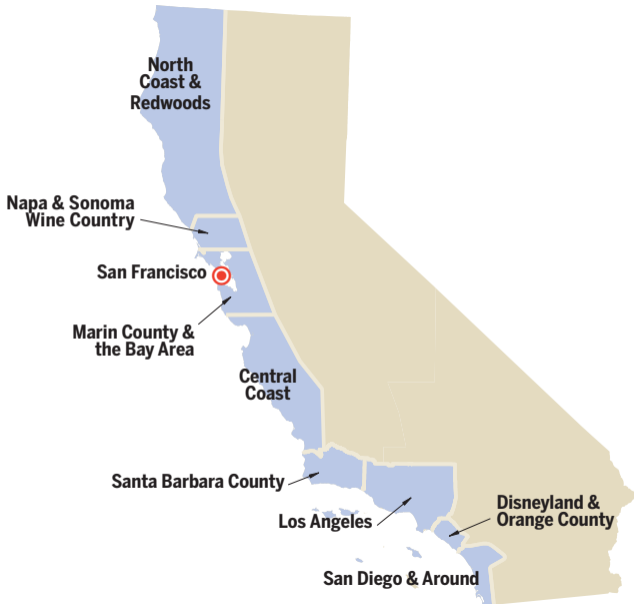 North
Coast &
Redwoods
Napa & Sonoma
Wine Country
San Francisco
Marin County &
the Bay Area
Central
Coast
Santa Barbara County
Los Angeles
Disneyland &
Orange County
San Diego & Around